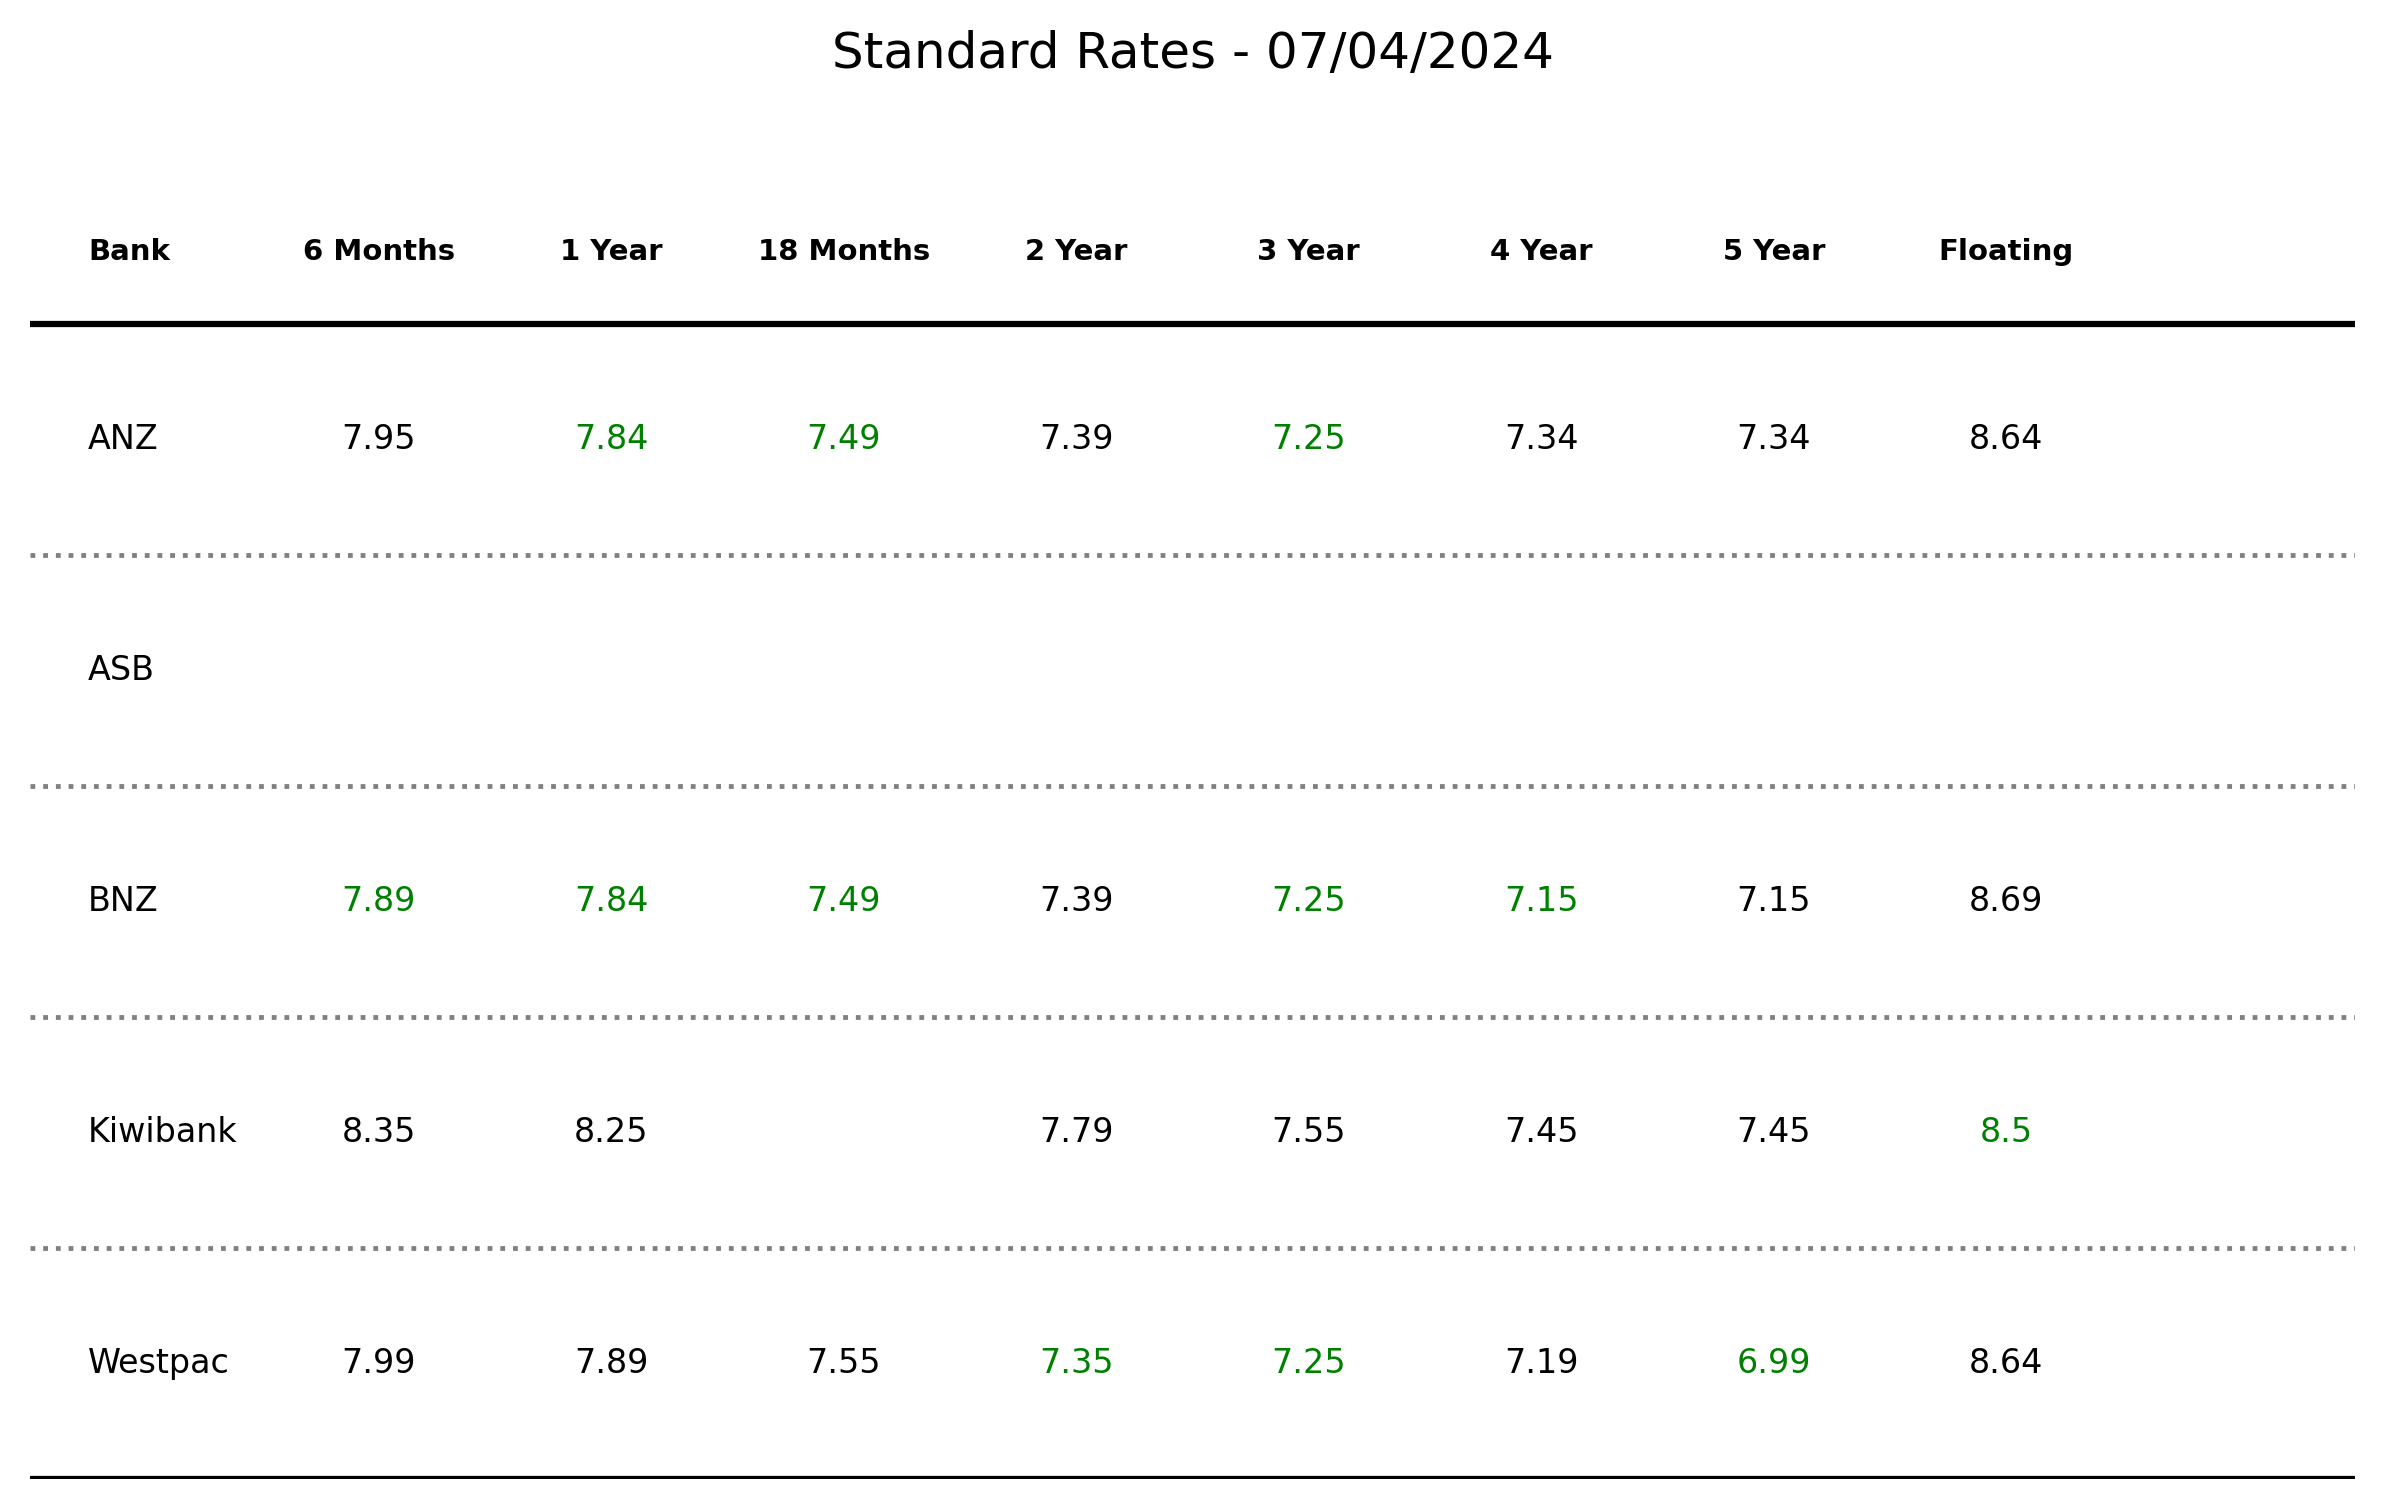 Standard Rates - 07/04/2024
Bank 6 Months 1 Year 18 Months 2 Year 3 Year 4 Year 5 Year Floating
ANZ 7.95 7.84 7.49 7.39 7.25 7.34 7.34 8.64
ASB
BNZ 7.89 7.84 7.49 7.39 7.25 7.15 7.15 8.69
Kiwibank 8.35 8.25 7.79 7.55 7.45 7.45 8.5
Westpac 7.99 7.89 7.55 7.35 7.25 7.19 6.99 8.64